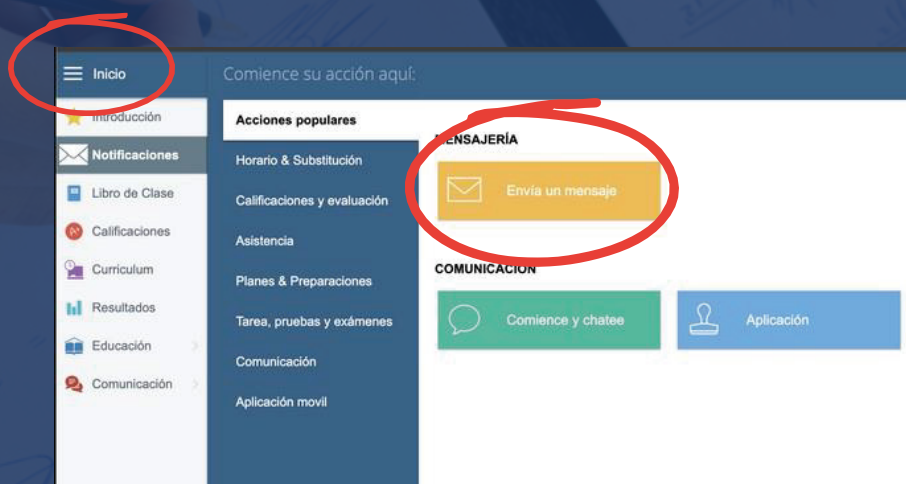 Inicio
Comience su acción aquí:
Introducción
Notificaciones
Libro de Clase
Calificaciones
Curriculum
Resultados
Educación
Comunicación
Acciones populares
Horario & Substitución
Calificaciones y evaluación
Asistencia
Planes & Preparaciones
Tarea, pruebas y exámenes
Comunicación
Aplicación movil
MENSAJERÍA
Envía un mensaje
COMUNICACIÓN
Comience y chatee
Aplicación